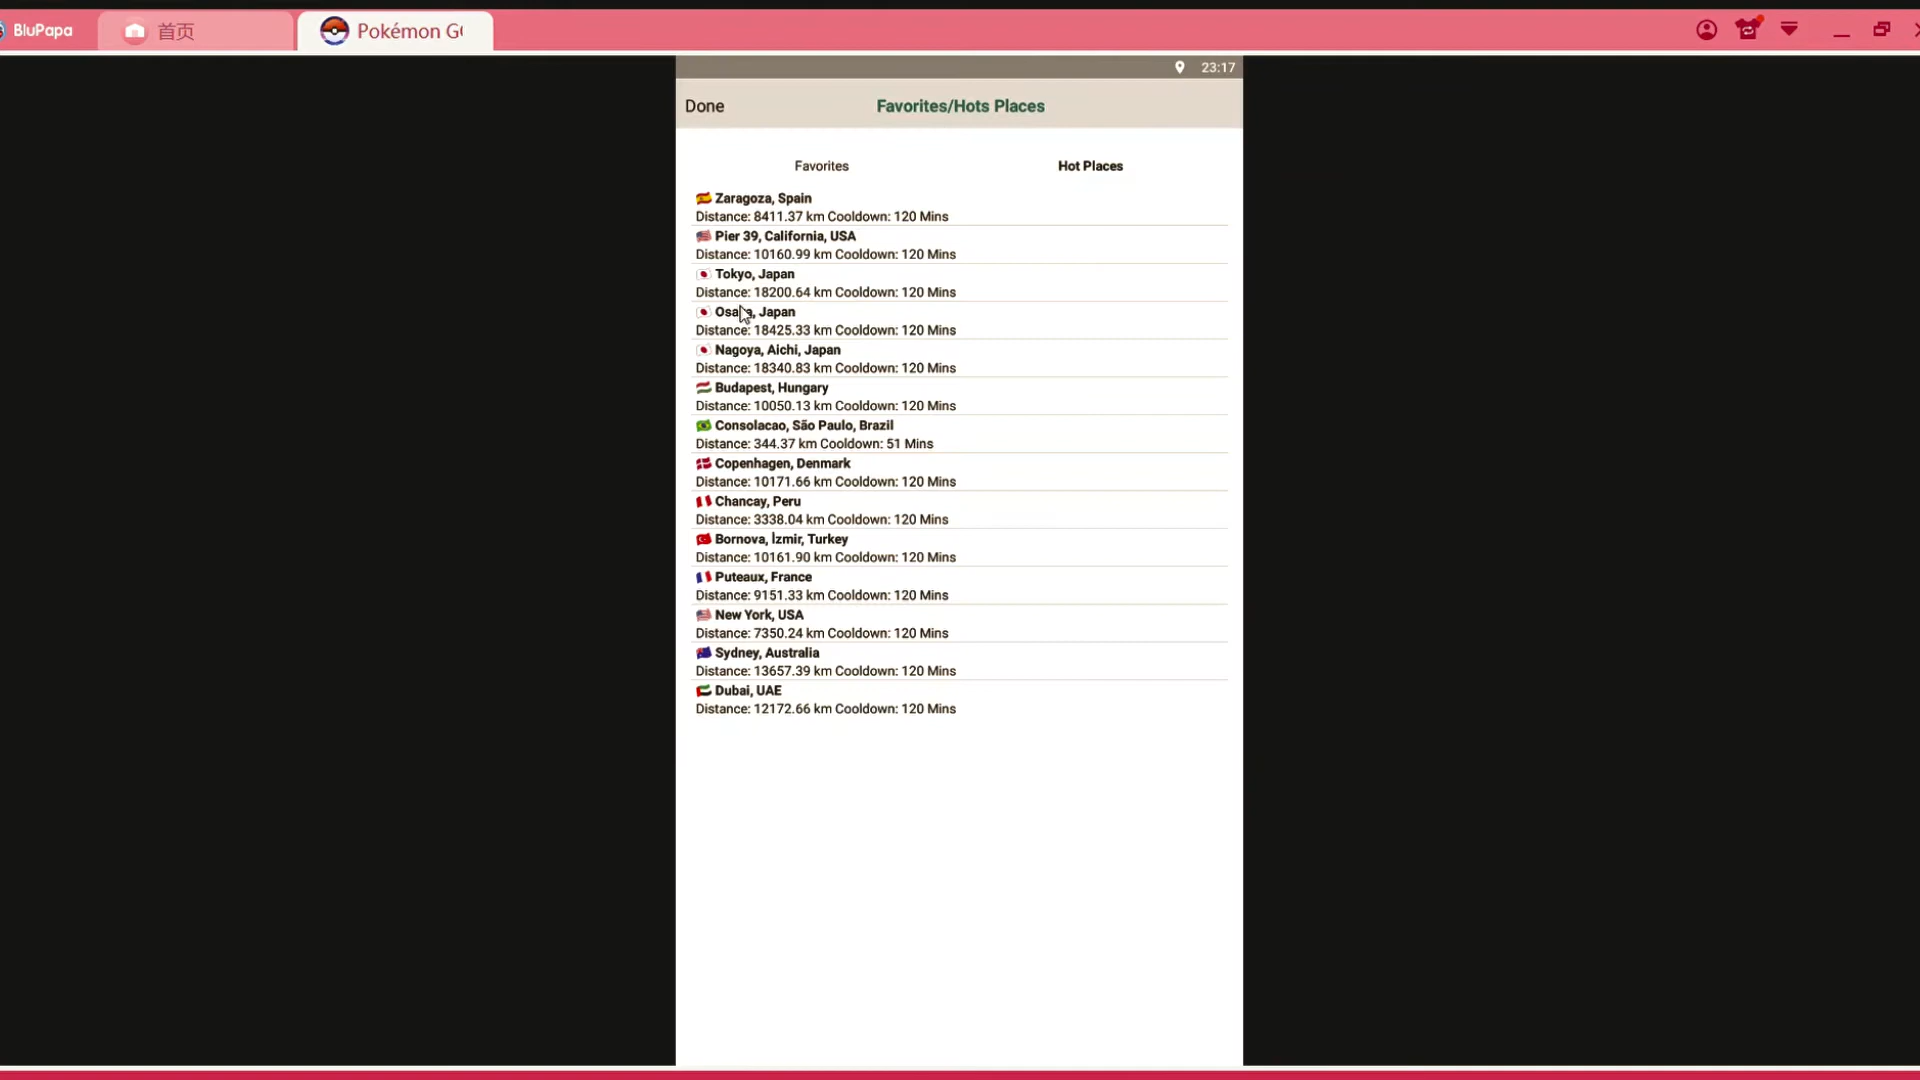 BluPapa
首页
Pokémon G
23:17
Done
Favorites/Hots Places
Favorites
Hot Places
Zaragoza, Spain
Distance: 8411.37 km Cooldown: 120 Mins
Pier 39, California, USA
Distance: 10160.99 km Cooldown: 120 Mins
Tokyo, Japan
Distance: 18200.64 km Cooldown: 120 Mins
Osaka, Japan
Distance: 18425.33 km Cooldown: 120 Mins
Nagoya, Aichi, Japan
Distance: 18340.83 km Cooldown: 120 Mins
Budapest, Hungary
Distance: 10050.13 km Cooldown: 120 Mins
Consolacao, São Paulo, Brazil
Distance: 344.37 km Cooldown: 51 Mins
Copenhagen, Denmark
Distance: 10171.66 km Cooldown: 120 Mins
Chancay, Peru
Distance: 3338.04 km Cooldown: 120 Mins
Bornova, İzmir, Turkey
Distance: 10161.90 km Cooldown: 120 Mins
Puteaux, France
Distance: 9151.33 km Cooldown: 120 Mins
New York, USA
Distance: 7350.24 km Cooldown: 120 Mins
Sydney, Australia
Distance: 13657.39 km Cooldown: 120 Mins
Dubai, UAE
Distance: 12172.66 km Cooldown: 120 Mins